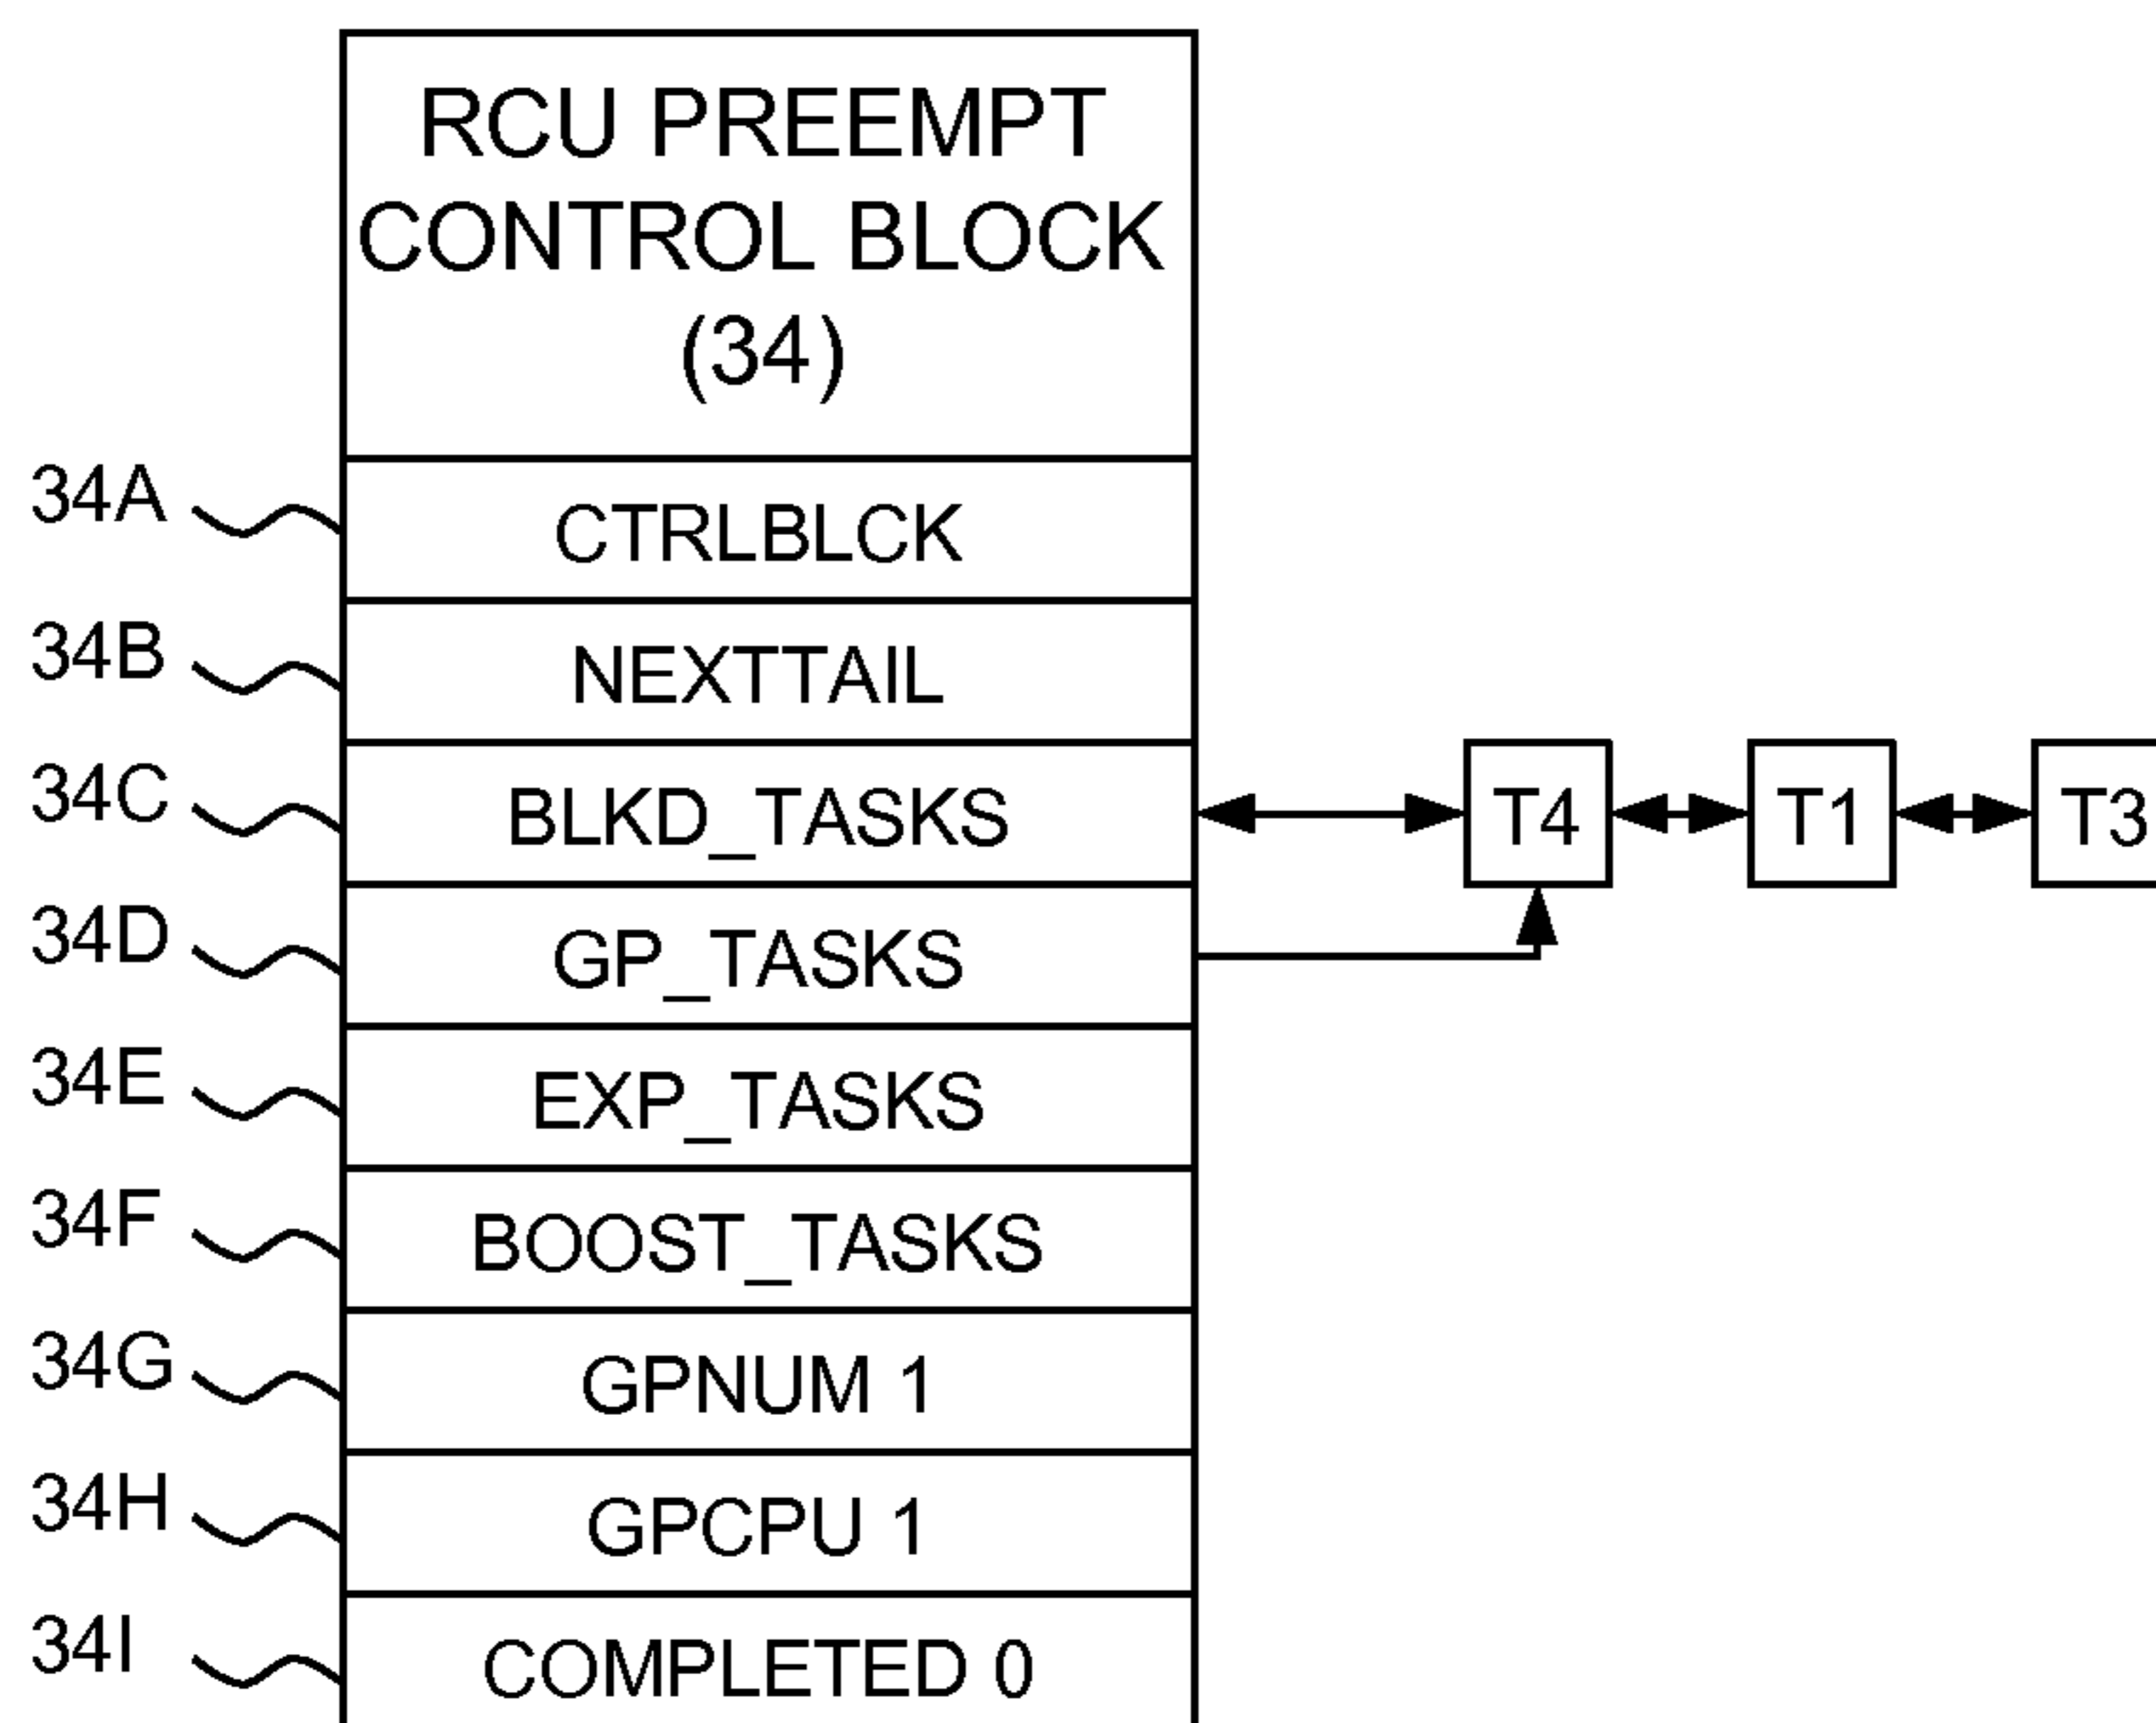 RCU PREEMPT
CONTROL BLOCK
(34)
34A CTRLBLCK
34B NEXTTAIL
34C BLKD_TASKS T4 T1 T3
34D GP_TASKS
34E EXP_TASKS
34F BOOST_TASKS
34G GPNUM 1
34H GPCPU 1
34I COMPLETED 0